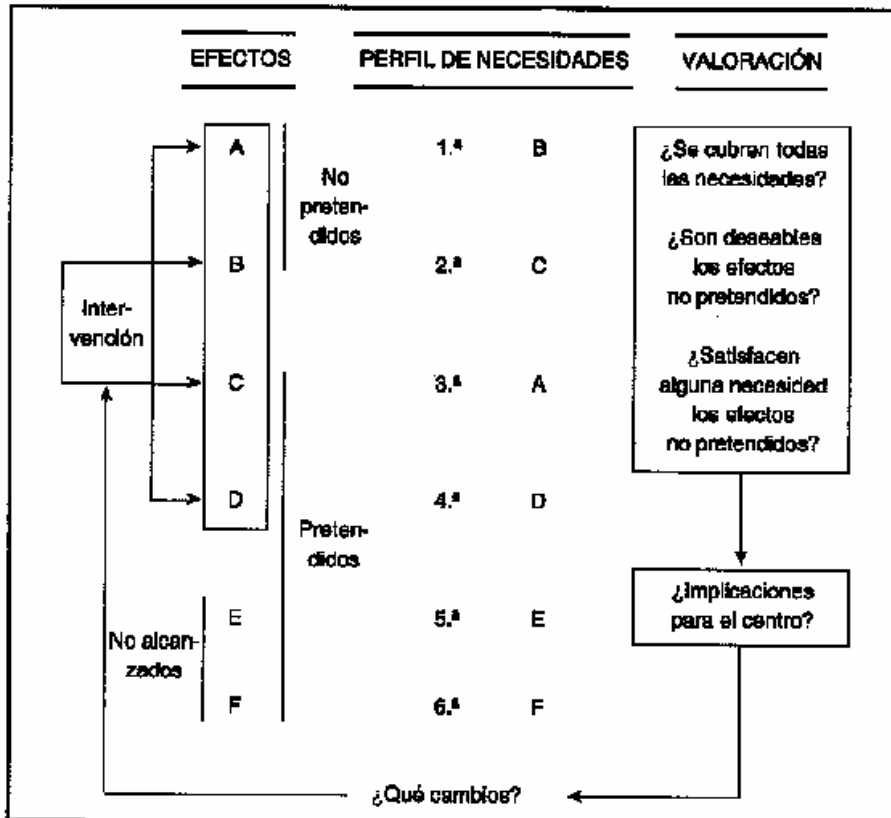 EFECTOS PERFIL DE NECESIDADES VALORACIÓN
A 1.ª B
No
preten-
didos
¿Se cubren todas
las necesidades?
B 2.ª C
¿Son deseables
los efectos
no pretendidos?
Inter-
vención
C 3.ª A
¿Satisfacen
alguna necesidad
los efectos
no pretendidos?
D 4.ª D
Preten-
didos
¿Implicaciones
para el centro?
E 5.ª E
No alcan-
zados
F 6.ª F
¿Qué cambios?